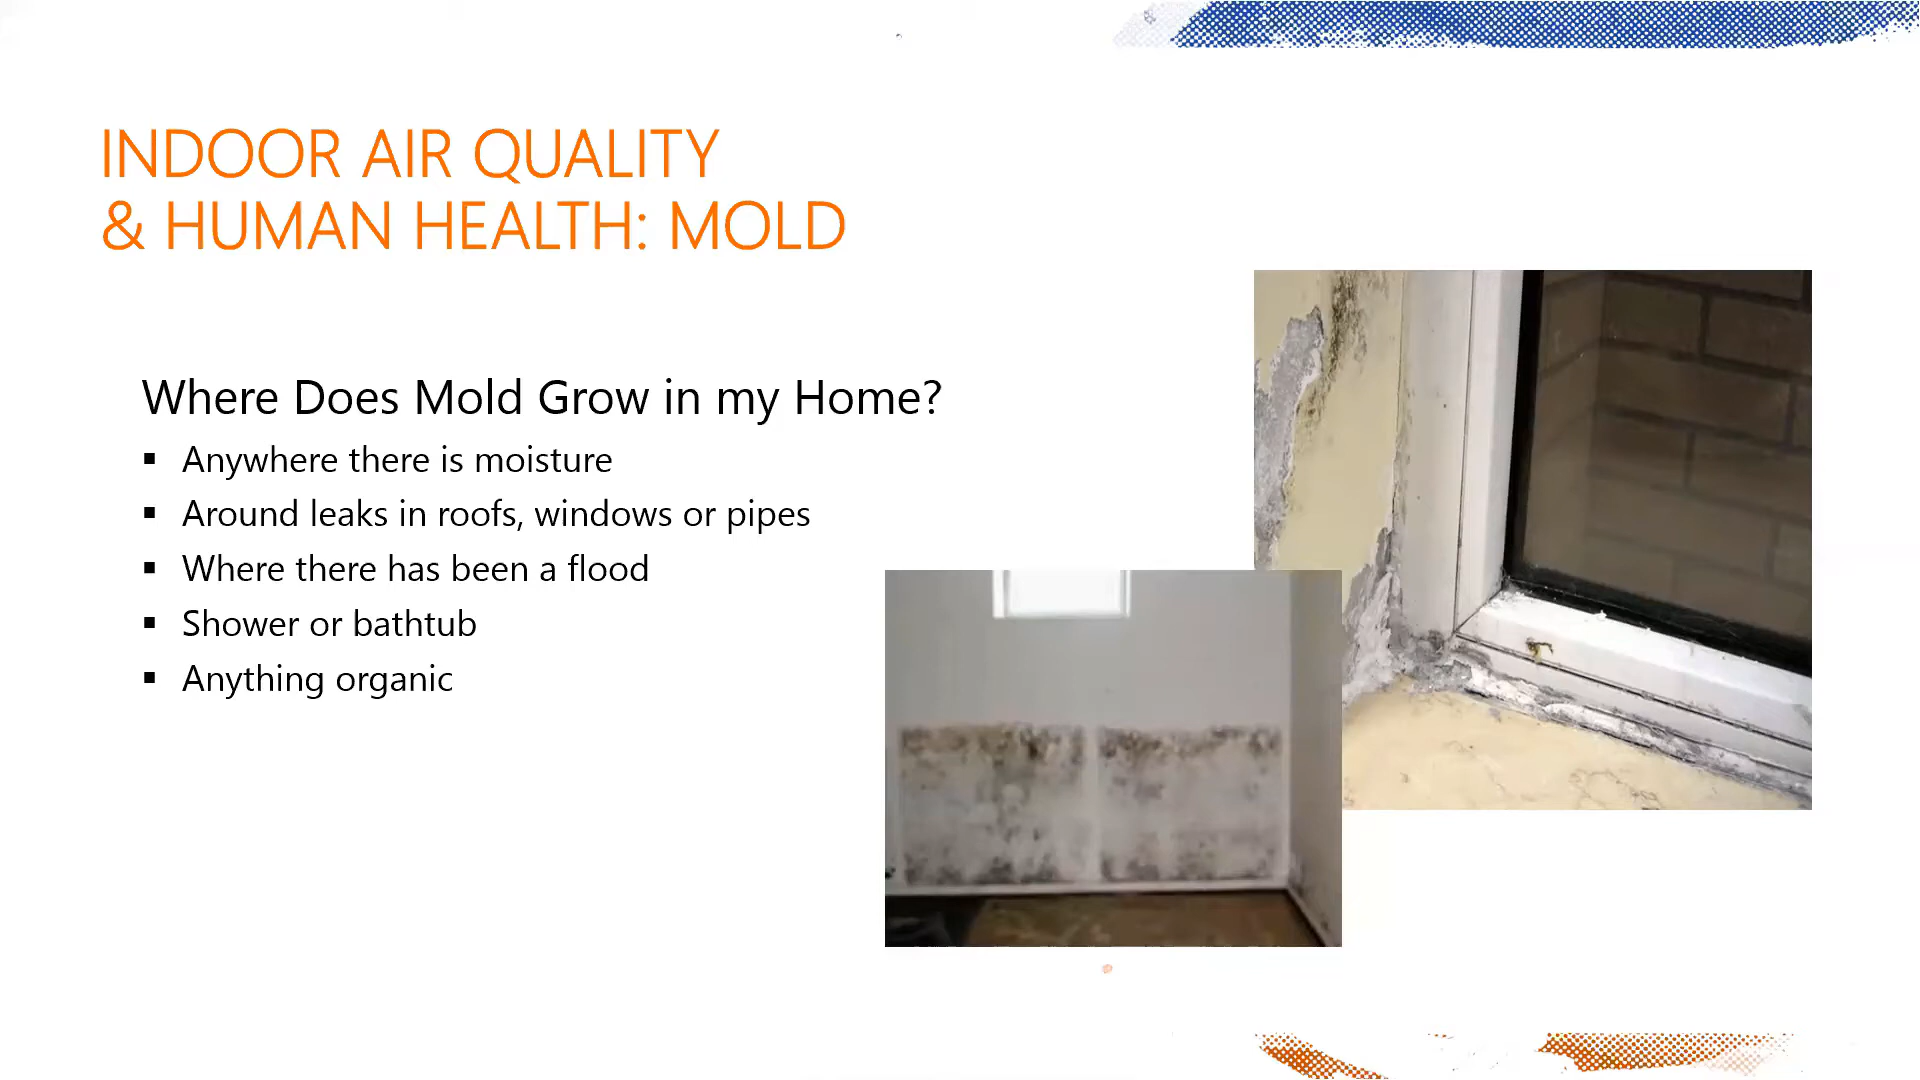 INDOOR AIR QUALITY
& HUMAN HEALTH: MOLD
Where Does Mold Grow in my Home?
▪ Anywhere there is moisture
▪ Around leaks in roofs, windows or pipes
▪ Where there has been a flood
▪ Shower or bathtub
▪ Anything organic